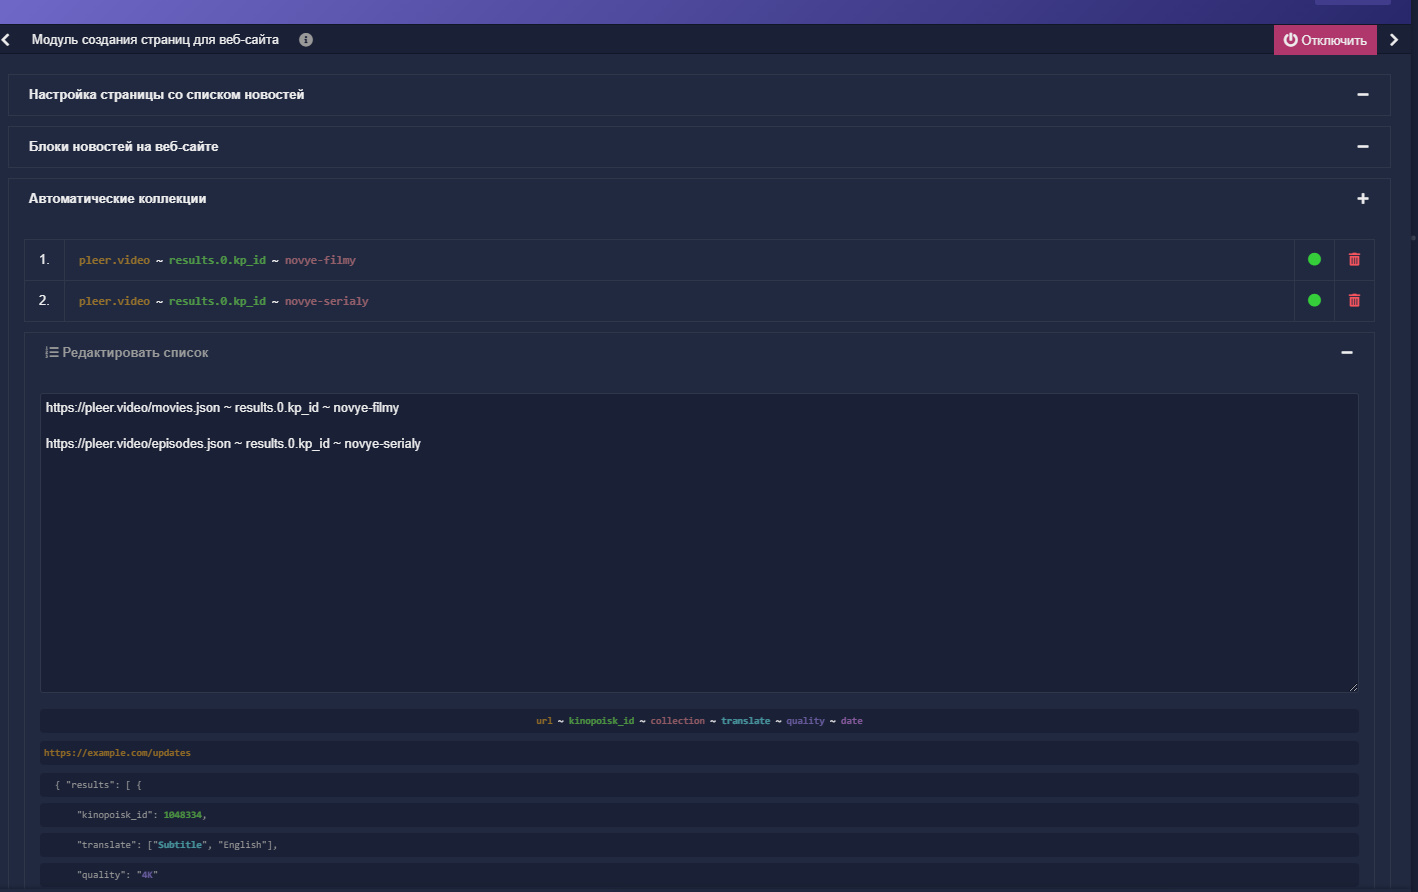 Модуль создания страниц для веб-сайта
Отключить
Настройка страницы со списком новостей
Блоки новостей на веб-сайте
Автоматические коллекции
1. pleer.video ~ results.0.kp_id ~ novye-filmy
2. pleer.video ~ results.0.kp_id ~ novye-serialy
Редактировать список
https://pleer.video/movies.json ~ results.0.kp_id ~ novye-filmy
https://pleer.video/episodes.json ~ results.0.kp_id ~ novye-serialy
url ~ kinopoisk_id ~ collection ~ translate ~ quality ~ date
https://example.com/updates
{ "results": [ {
"kinopoisk_id": 1048334,
"translate": ["Subtitle", "English"],
"quality": "4K"